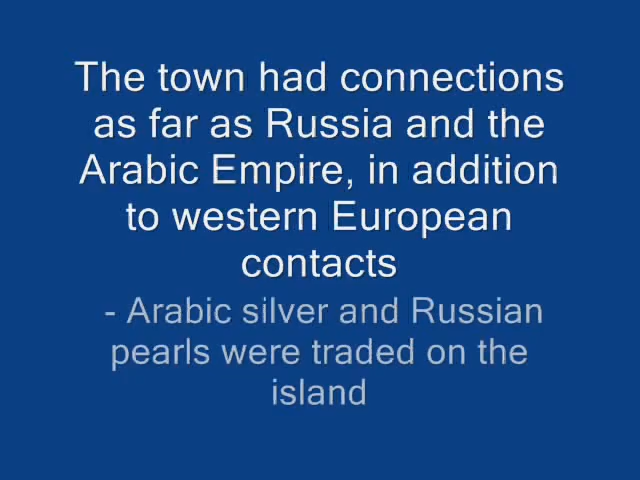 The town had connections
as far as Russia and the
Arabic Empire, in addition
to western European
contacts
- Arabic silver and Russian
pearls were traded on the
island